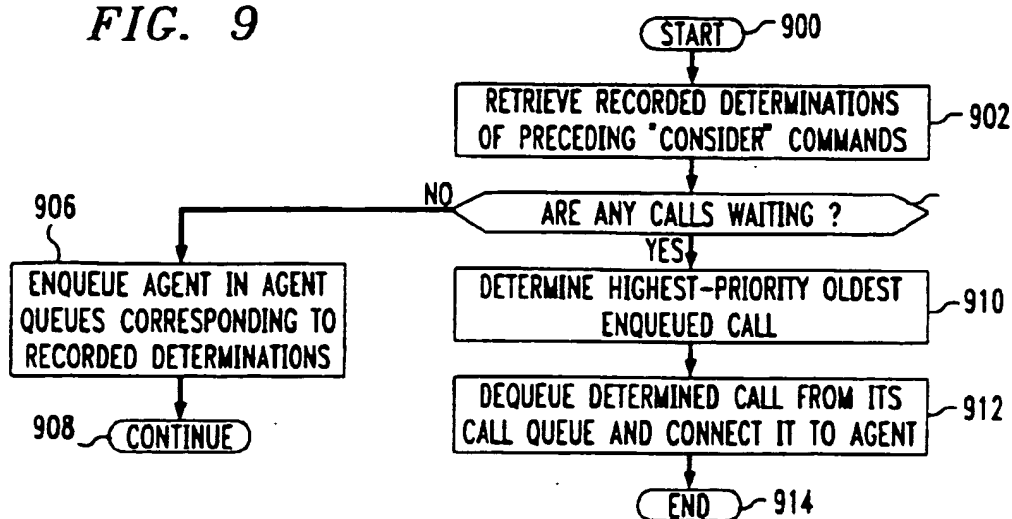 FIG. 9
START
900
RETRIEVE RECORDED DETERMINATIONS
OF PRECEDING "CONSIDER" COMMANDS
902
NO
ARE ANY CALLS WAITING ?
906
YES
ENQUEUE AGENT IN AGENT
QUEUES CORRESPONDING TO
RECORDED DETERMINATIONS
DETERMINE HIGHEST-PRIORITY OLDEST
ENQUEUED CALL
910
908
CONTINUE
DEQUEUE DETERMINED CALL FROM ITS
CALL QUEUE AND CONNECT IT TO AGENT
912
END
914